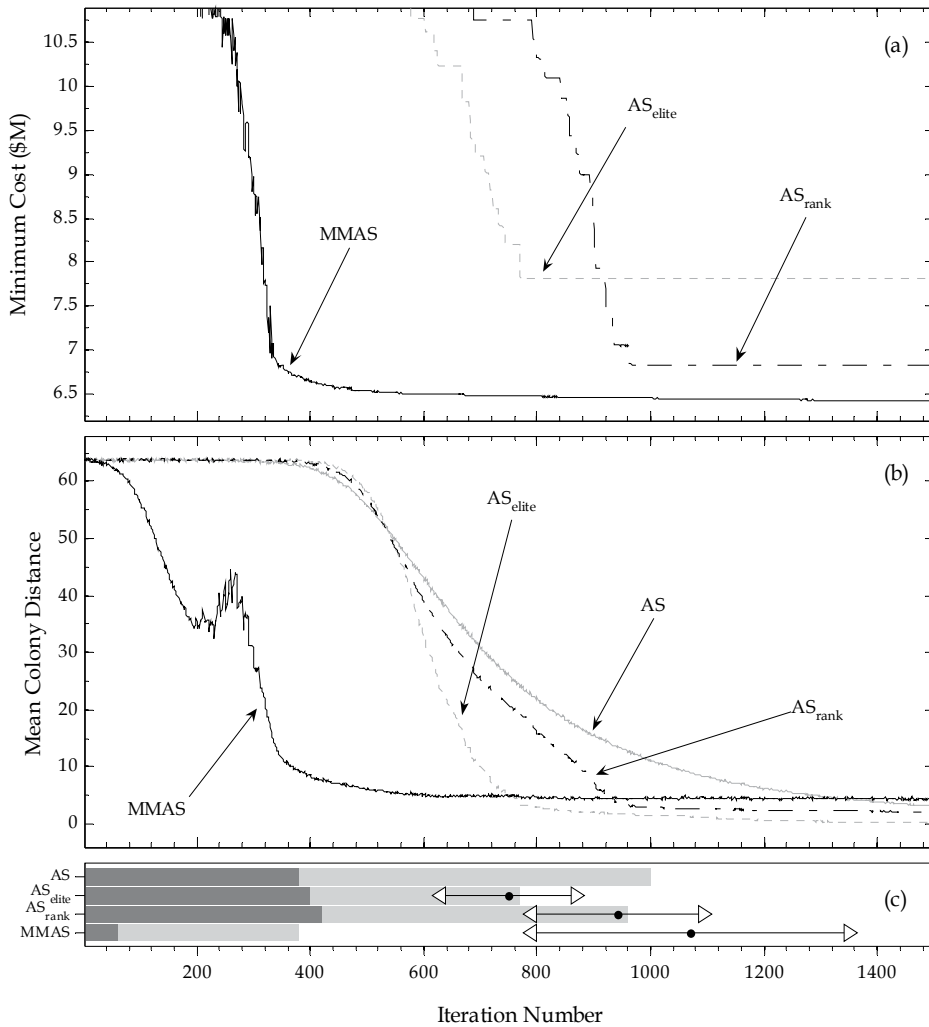 10.5
10
9.5
9
8.5
8
7.5
7
6.5
Minimum Cost ($M)
(a)
AS_elite
AS_rank
MMAS
60
50
40
30
20
10
0
Mean Colony Distance
(b)
AS_elite
AS
AS_rank
MMAS
AS
AS_elite
AS_rank
MMAS
(c)
200
400
600
800
1000
1200
1400
Iteration Number